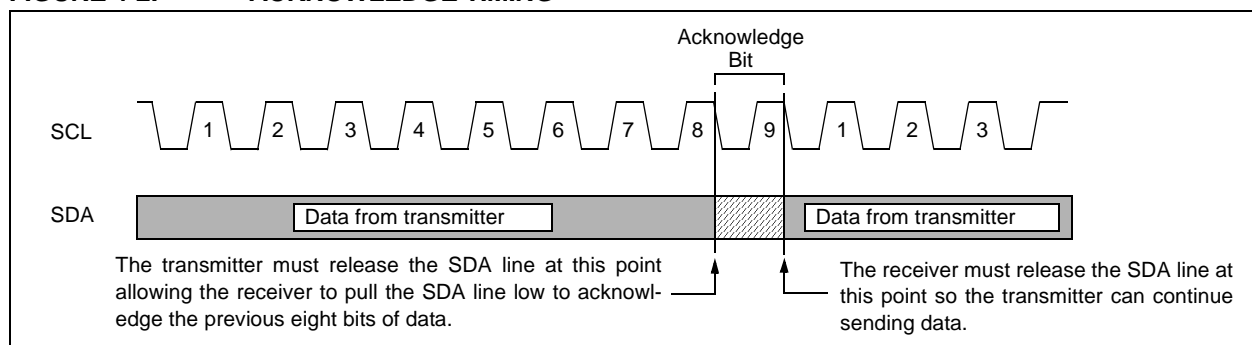 FIGURE ACKNOWLEDGE TIMING
Acknowledge
Bit
SCL 1 2 3 4 5 6 7 8 9 1 2 3
SDA Data from transmitter Data from transmitter
The transmitter must release the SDA line at this point
allowing the receiver to pull the SDA line low to acknowl-
edge the previous eight bits of data.
The receiver must release the SDA line at
this point so the transmitter can continue
sending data.